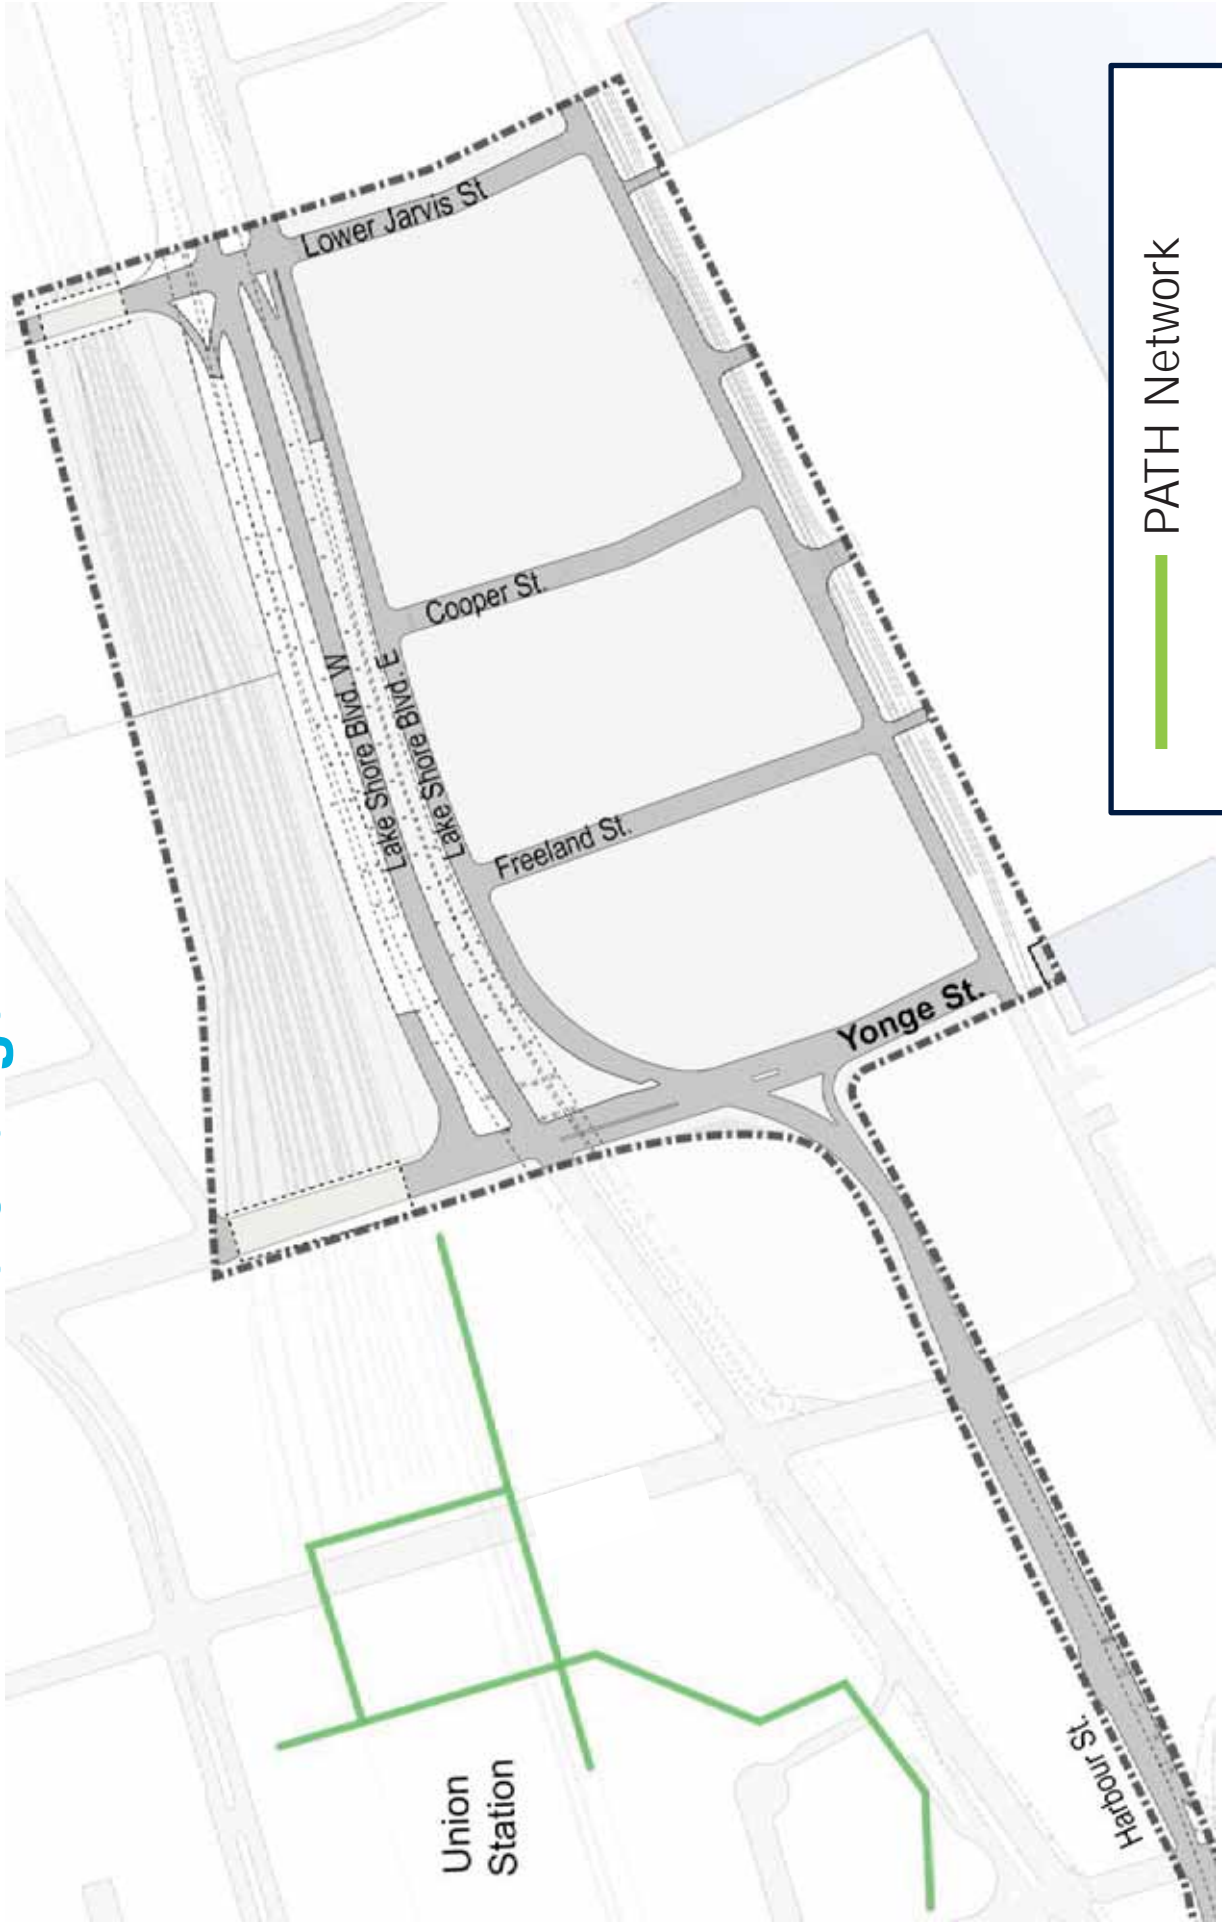 Lower Jarvis St
Cooper St.
Lake Shore Blvd. W
Lake Shore Blvd. E
Freeland St.
Yonge St.
Harbour St.
Union
Station
PATH Network